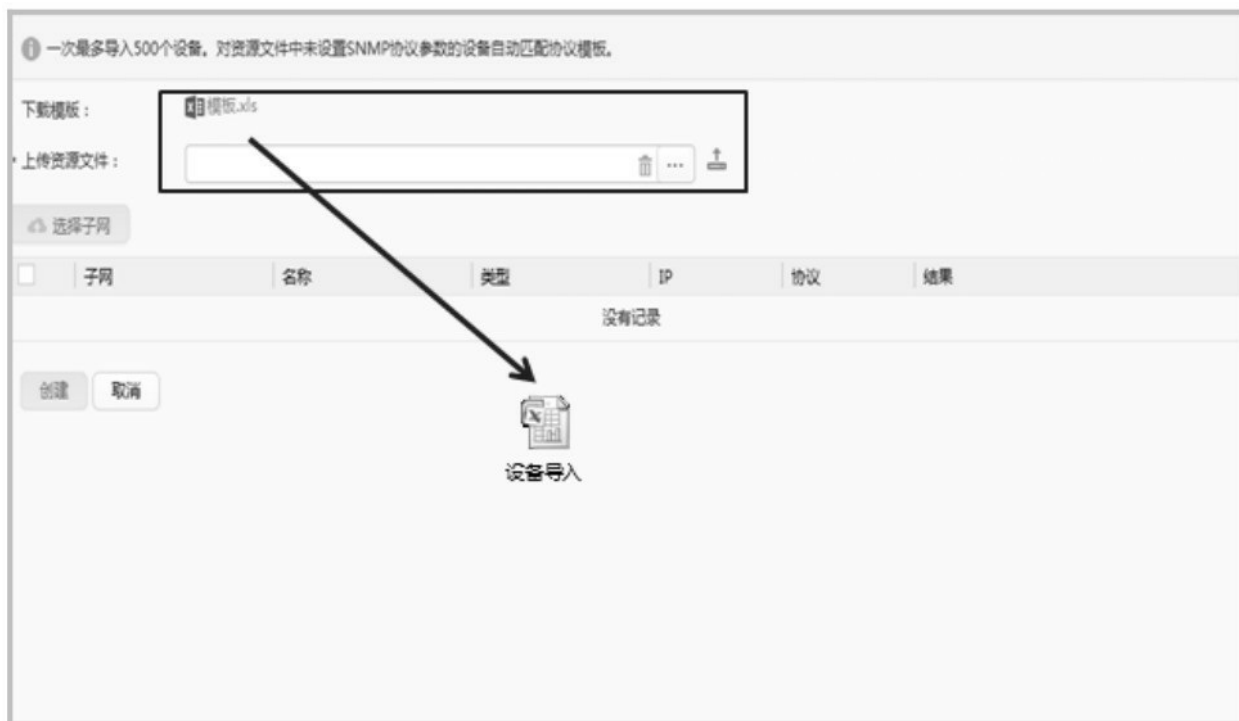 一次最多导入500个设备，对资源文件中未设置SNMP协议参数的设备自动匹配协议模板。
下载模版： 模板.xls
* 上传资源文件： ...
选择子网
子网 名称 类型 IP 协议 结果
没有记录
创建 取消
设备导入